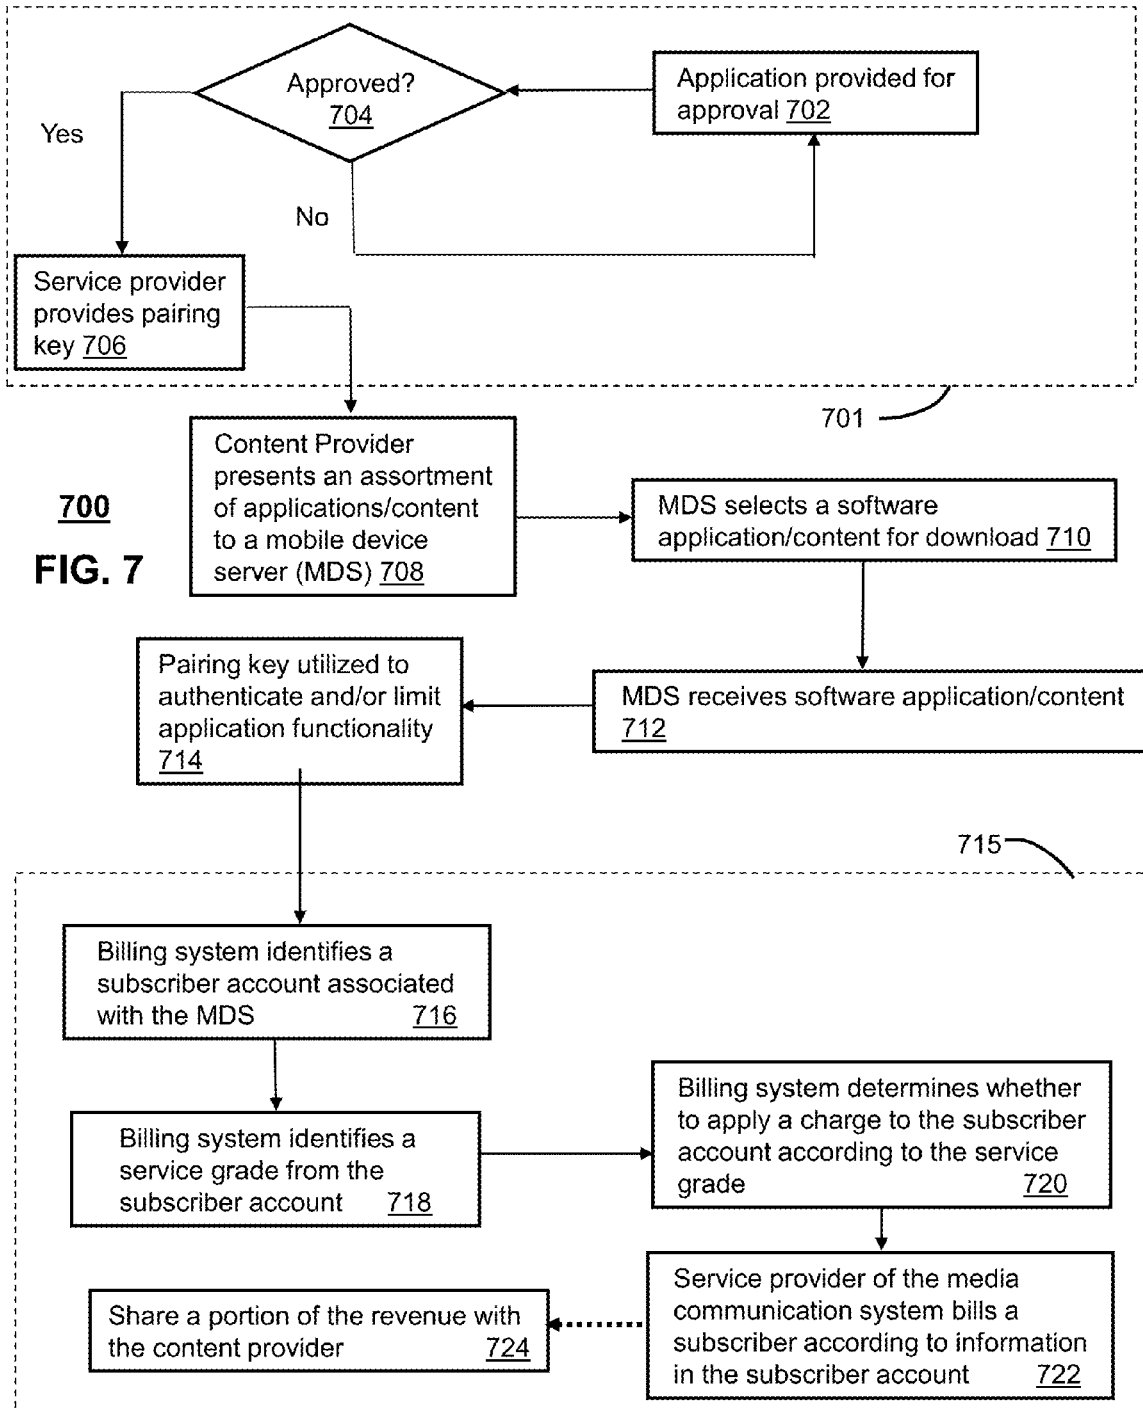 Approved?
704
Application provided for
approval 702
Yes
No
Service provider
provides pairing
key 706
701
Content Provider
presents an assortment
of applications/content
to a mobile device
server (MDS) 708
700
FIG. 7
MDS selects a software
application/content for download 710
Pairing key utilized to
authenticate and/or limit
application functionality
714
MDS receives software application/content
712
715
Billing system identifies a
subscriber account associated
with the MDS 716
Billing system identifies a
service grade from the
subscriber account 718
Billing system determines whether
to apply a charge to the subscriber
account according to the service
grade 720
Service provider of the media
communication system bills a
subscriber according to information
in the subscriber account 722
Share a portion of the revenue with
the content provider 724